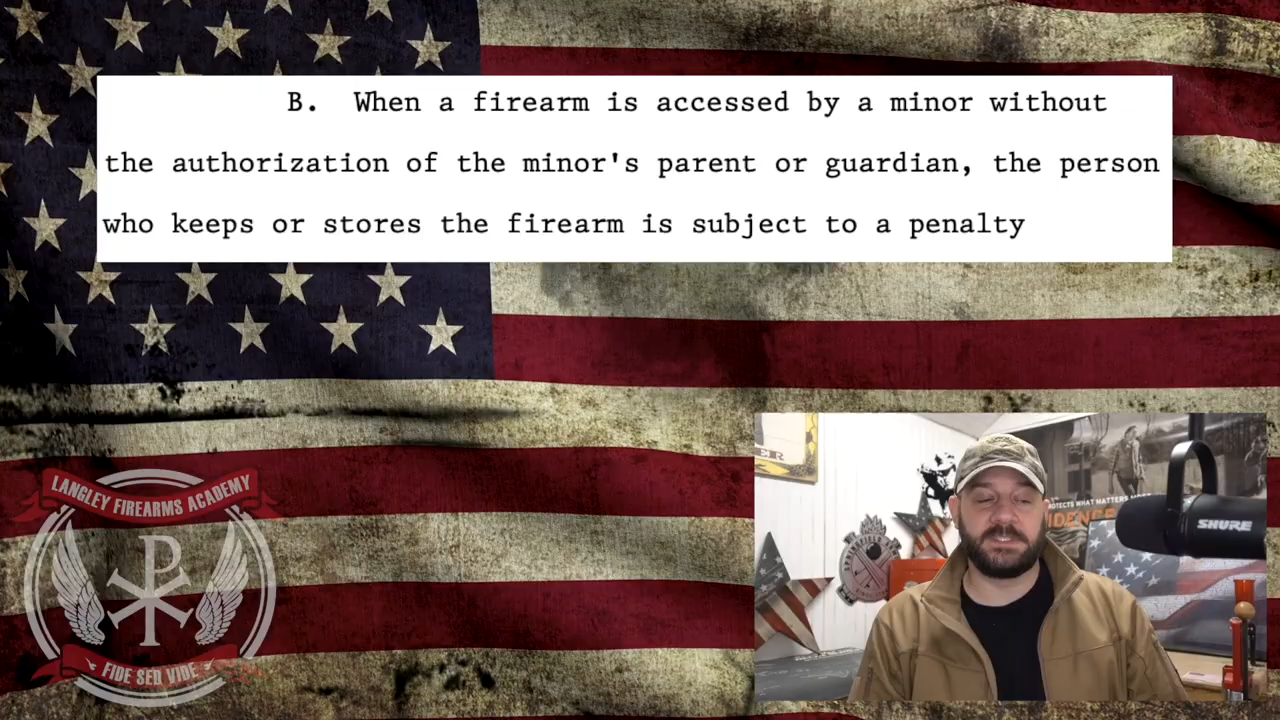 B. When a firearm is accessed by a minor without
the authorization of the minor's parent or guardian, the person
who keeps or stores the firearm is subject to a penalty
LANGLEY FIREARMS ACADEMY
FIDE SED VIDE
SHURE